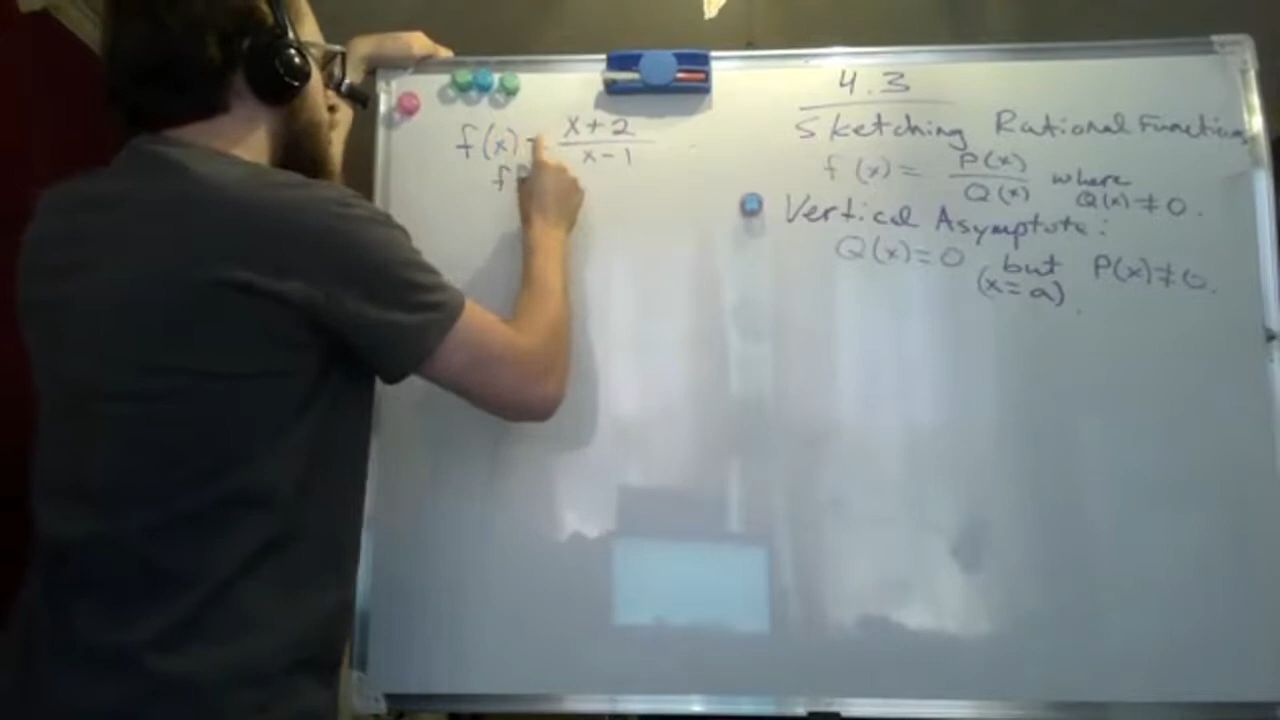 f(x) = x+2 / x-1
f
4.3
Sketching Rational Functions
f(x) = P(x) / Q(x) where Q(x) ≠ 0.
Vertical Asymptote:
Q(x)=0 but P(x)≠0.
(x=a)